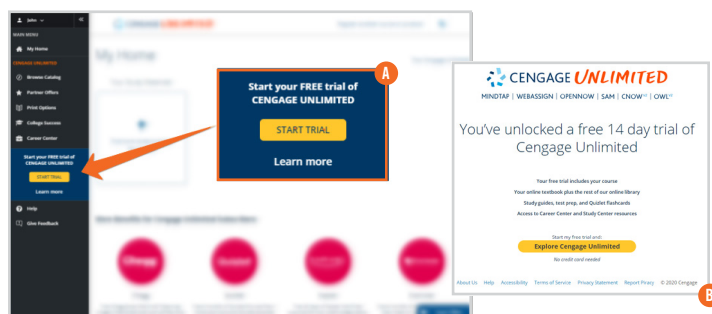 John
MAIN MENU
My Home
CENGAGE UNLIMITED
Browse Catalog
Partner Offers
Print Options
College Success
Career Center
Start your FREE trial of
CENGAGE UNLIMITED
START TRIAL
Learn more
Help
Give Feedback
CENGAGE UNLIMITED
My Home
A
Start your FREE trial of
CENGAGE UNLIMITED
START TRIAL
Learn more
Chegg
Quizlet
CENGAGE UNLIMITED
MINDTAP | WEBASSIGN | OPENNOW | SAM | CNOWv2 | OWLv2
You’ve unlocked a free 14 day trial of
Cengage Unlimited
Your free trial includes your course
Your online textbook plus the rest of our online library
Study guides, test prep, and Quizlet flashcards
Access to Career Center and Study Center resources
Start my free trial and:
Explore Cengage Unlimited
No credit card needed
About Us Help Accessibility Terms of Service Privacy Statement Report Piracy © 2020 Cengage
B